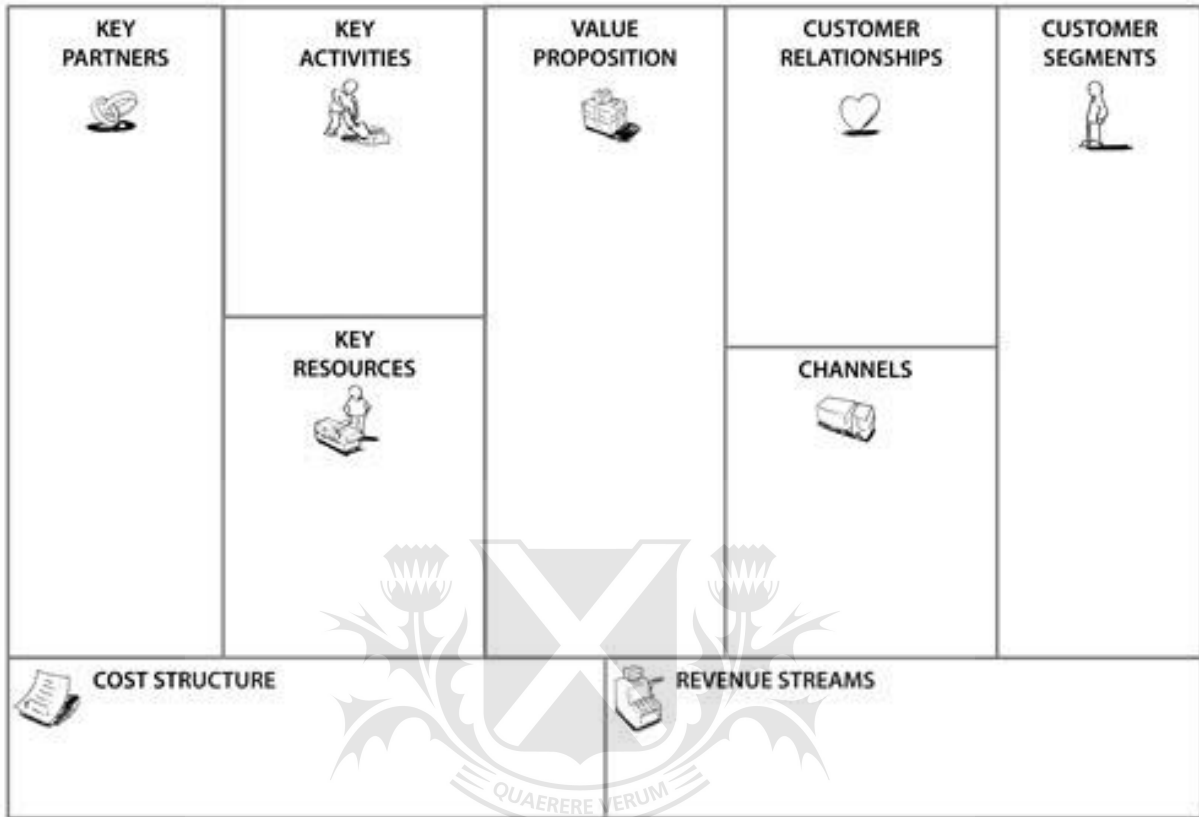 KEY
PARTNERS
KEY
ACTIVITIES
VALUE
PROPOSITION
CUSTOMER
RELATIONSHIPS
CUSTOMER
SEGMENTS
KEY
RESOURCES
CHANNELS
COST STRUCTURE
REVENUE STREAMS
QUAERERE VERUM